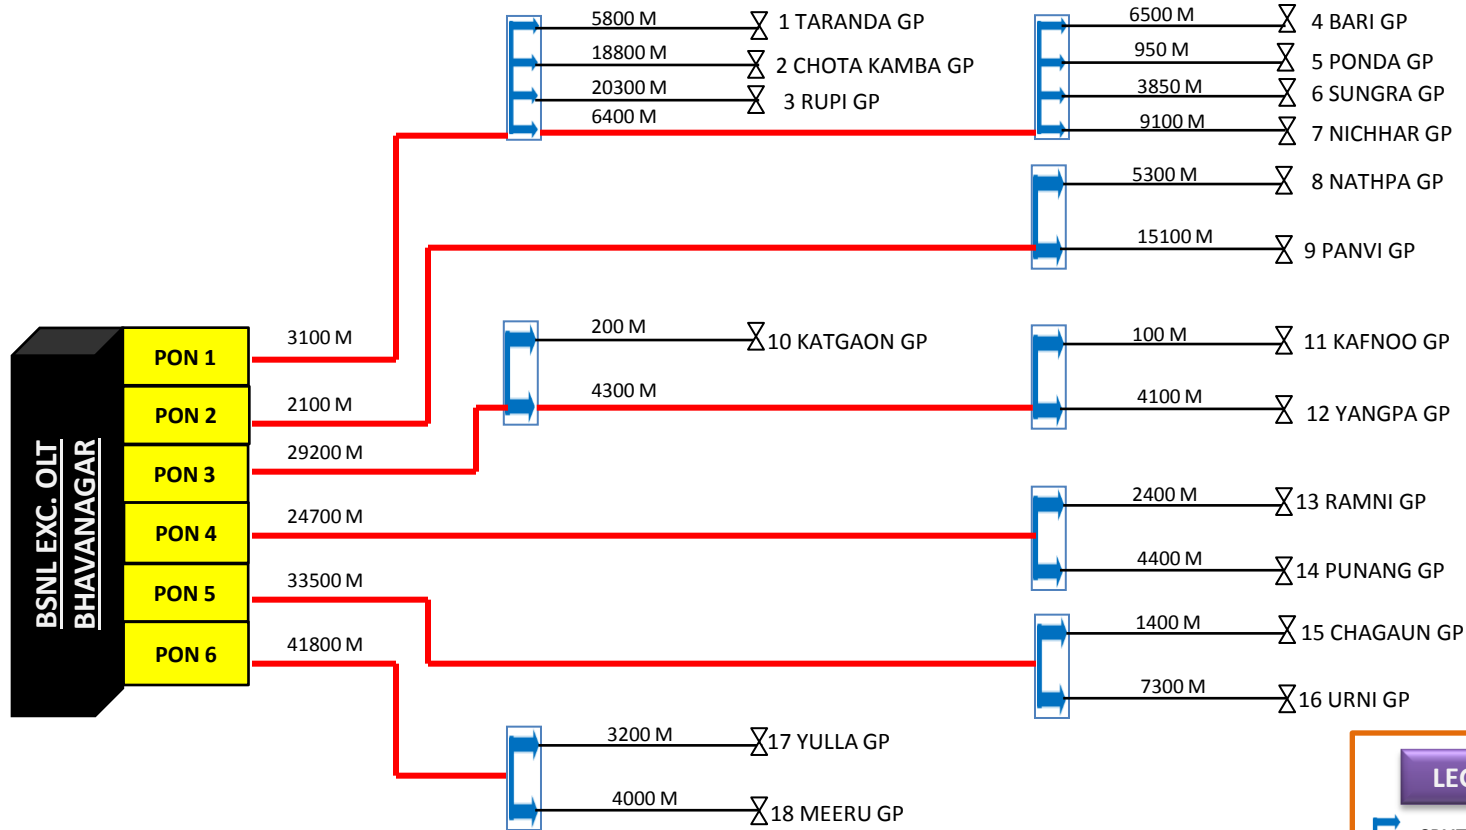 5800 M
1 TARANDA GP
18800 M
2 CHOTA KAMBA GP
20300 M
3 RUPI GP
6400 M
6500 M
4 BARI GP
950 M
5 PONDA GP
3850 M
6 SUNGRA GP
9100 M
7 NICHHAR GP
5300 M
8 NATHPA GP
15100 M
9 PANVI GP
BSNL EXC. OLT
BHAVANAGAR
PON 1
3100 M
PON 2
2100 M
PON 3
29200 M
PON 4
24700 M
PON 5
33500 M
PON 6
41800 M
200 M
10 KATGAON GP
4300 M
100 M
11 KAFNOO GP
4100 M
12 YANGPA GP
2400 M
13 RAMNI GP
4400 M
14 PUNANG GP
1400 M
15 CHAGAUN GP
7300 M
16 URNI GP
3200 M
17 YULLA GP
4000 M
18 MEERU GP